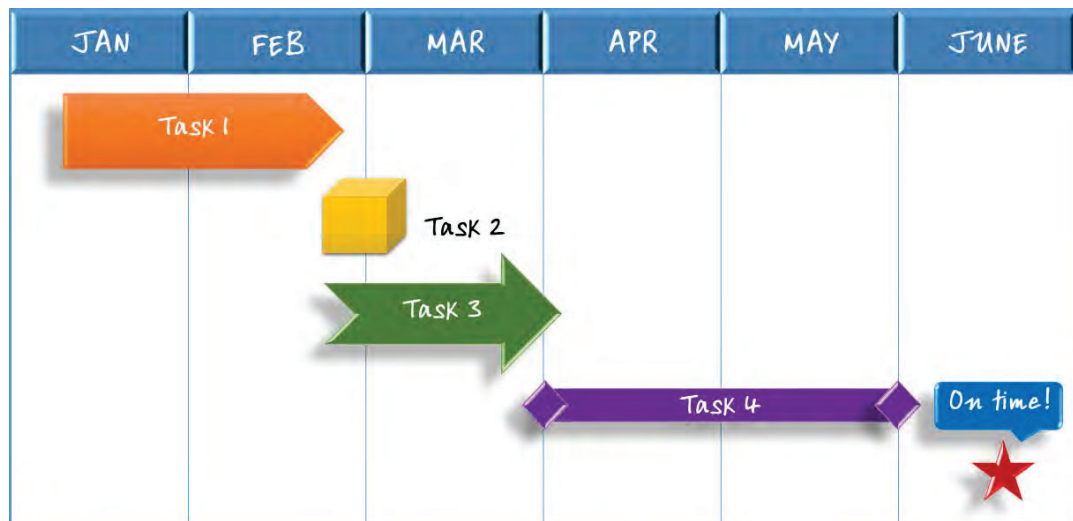 JAN
FEB
MAR
APR
MAY
JUNE
Task 1
Task 2
Task 3
Task 4
On time!